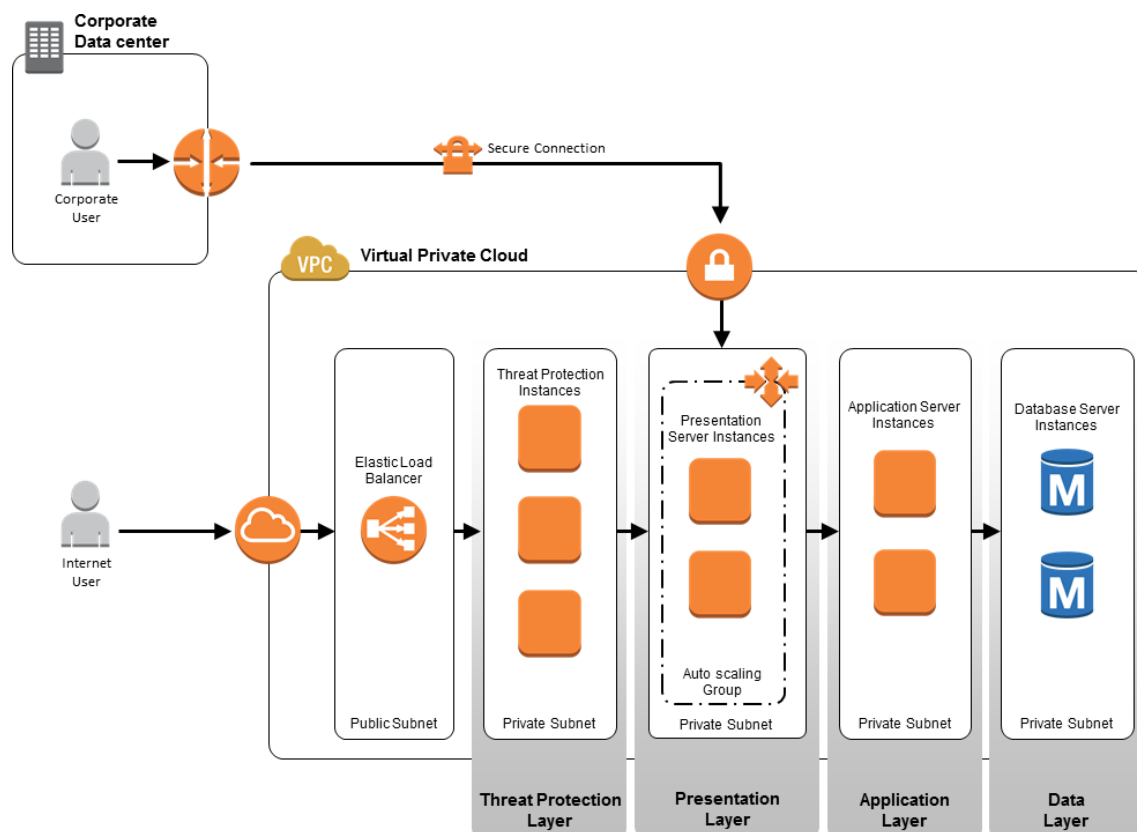 Corporate
Data center
Corporate
User
Secure Connection
VPC
Virtual Private Cloud
Internet
User
Elastic Load
Balancer
Public Subnet
Threat Protection
Instances
Private Subnet
Presentation
Server Instances
Auto scaling
Group
Private Subnet
Application Server
Instances
Private Subnet
Database Server
Instances
M
M
Private Subnet
Threat Protection
Layer
Presentation
Layer
Application
Layer
Data
Layer